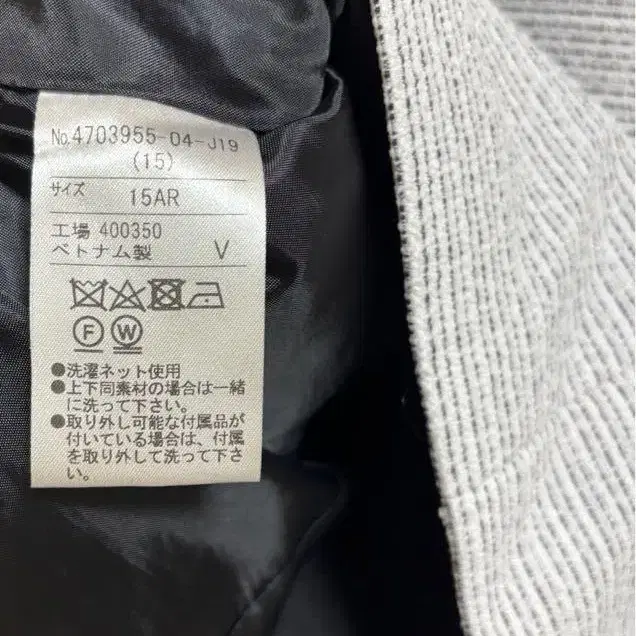 No.4703955-04-J19
(15)
サイズ 15AR
工場 400350
ベトナム製 V
F W
●洗濯ネット使用
●上下同素材の場合は一緒
に洗って下さい。
●取り外し可能な付属品が
付いている場合は、付属
を取り外して洗って下さ
い。